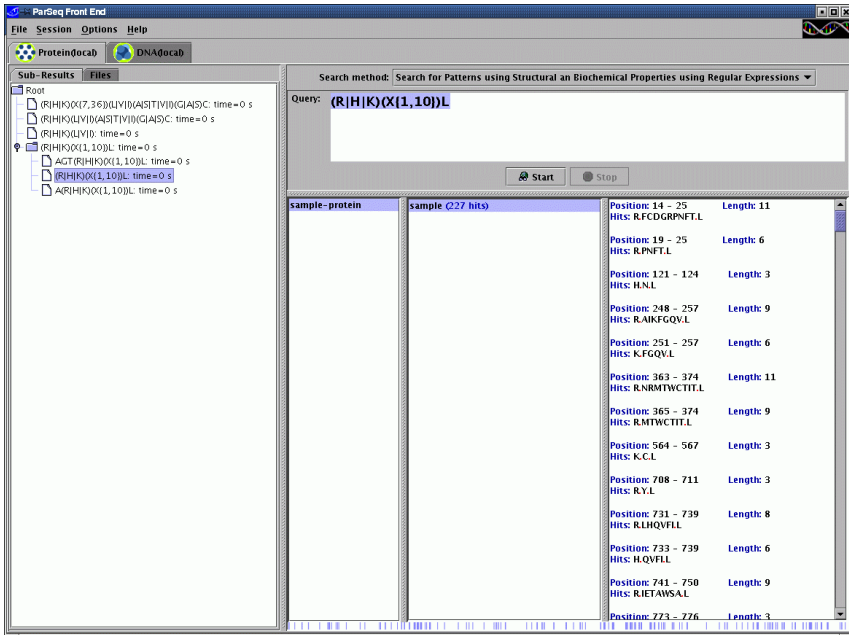 ParSeq Front End
File Session Options Help
Protein(local) DNA(local)
Sub-Results Files
Root
(R|H|K)(X{7,36})(L|V|I)(A|S|T|V|I)(G|A|S)C: time=0 s
(R|H|K)(L|V|I)(A|S|T|V|I)(G|A|S)C: time=0 s
(R|H|K)(L|V|I): time=0 s
(R|H|K)(X{1,10})L: time=0 s
AGT(R|H|K)(X{1,10})L: time=0 s
(R|H|K)(X{1,10})L: time=0 s
A(R|H|K)(X{1,10})L: time=0 s
Search method: Search for Patterns using Structural an Biochemical Properties using Regular Expressions
Query: (R|H|K)(X{1,10})L
Start Stop
sample-protein
sample (227 hits)
Position: 14 - 25 Length: 11
Hits: R.FCDGRPNFT.L
Position: 19 - 25 Length: 6
Hits: R.PNFT.L
Position: 121 - 124 Length: 3
Hits: H.N.L
Position: 248 - 257 Length: 9
Hits: R.AIKFGQV.L
Position: 251 - 257 Length: 6
Hits: K.FGQV.L
Position: 363 - 374 Length: 11
Hits: R.NRMTWCTIT.L
Position: 365 - 374 Length: 9
Hits: R.MTWCTIT.L
Position: 564 - 567 Length: 3
Hits: K.C.L
Position: 708 - 711 Length: 3
Hits: R.Y.L
Position: 731 - 739 Length: 8
Hits: R.LHQVFI.L
Position: 733 - 739 Length: 6
Hits: H.QVFI.L
Position: 741 - 750 Length: 9
Hits: R.IETAWSA.L
Position: 773 - 776 Length: 3